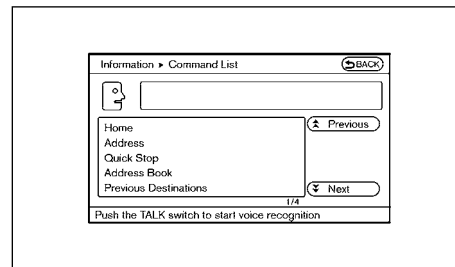 Information ▸ Command List
BACK
Home
Previous
Address
Quick Stop
Address Book
Previous Destinations
Next
1/4
Push the TALK switch to start voice recognition